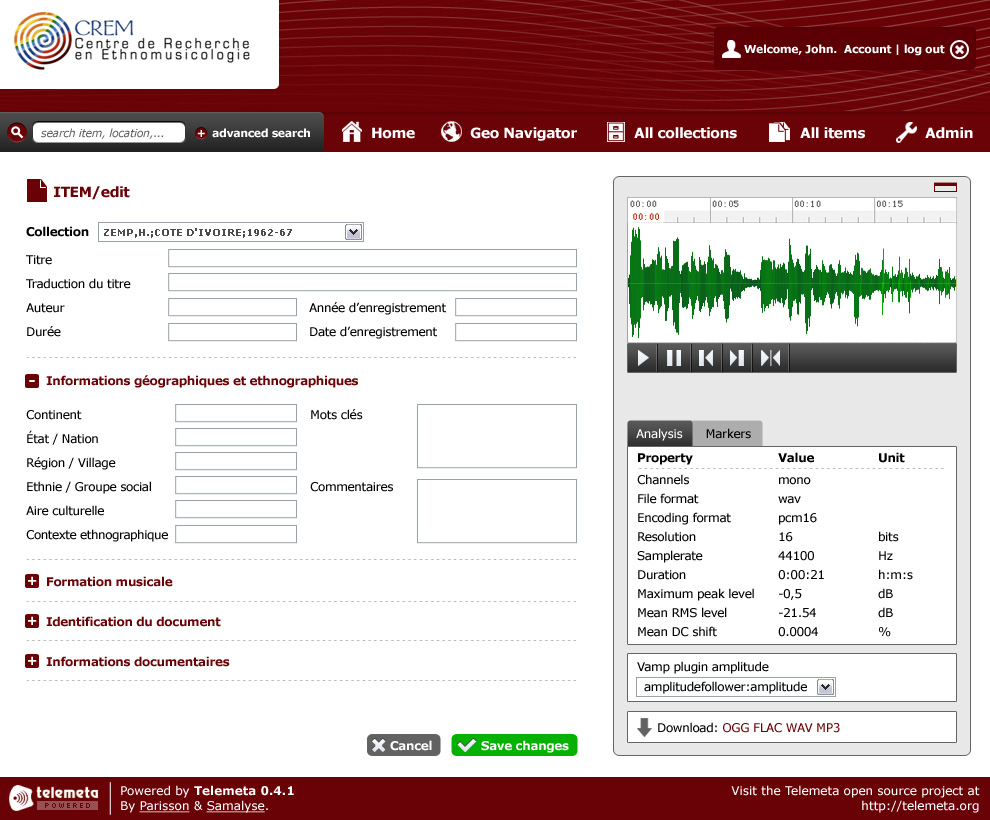 CREM
Centre de Recherche
en Ethnomusicologie
Welcome, John. Account | log out
search item, location,...
advanced search
Home
Geo Navigator
All collections
All items
Admin
ITEM/edit
Collection ZEMP,H.;COTE D'IVOIRE;1962-67
Titre
Traduction du titre
Auteur Année d’enregistrement
Durée Date d’enregistrement
Informations géographiques et ethnographiques
Continent Mots clés
État / Nation
Région / Village
Ethnie / Groupe social Commentaires
Aire culturelle
Contexte ethnographique
Formation musicale
Identification du document
Informations documentaires
Cancel Save changes
00:00 00:05 00:10 00:15
00:00
Analysis Markers
Property Value Unit
Channels mono
File format wav
Encoding format pcm16
Resolution 16 bits
Samplerate 44100 Hz
Duration 0:00:21 h:m:s
Maximum peak level -0,5 dB
Mean RMS level -21.54 dB
Mean DC shift 0.0004 %
Vamp plugin amplitude
amplitudefollower:amplitude
Download: OGG FLAC WAV MP3
telemeta
POWERED
Powered by Telemeta 0.4.1
By Parisson & Samalyse.
Visit the Telemeta open source project at
http://telemeta.org